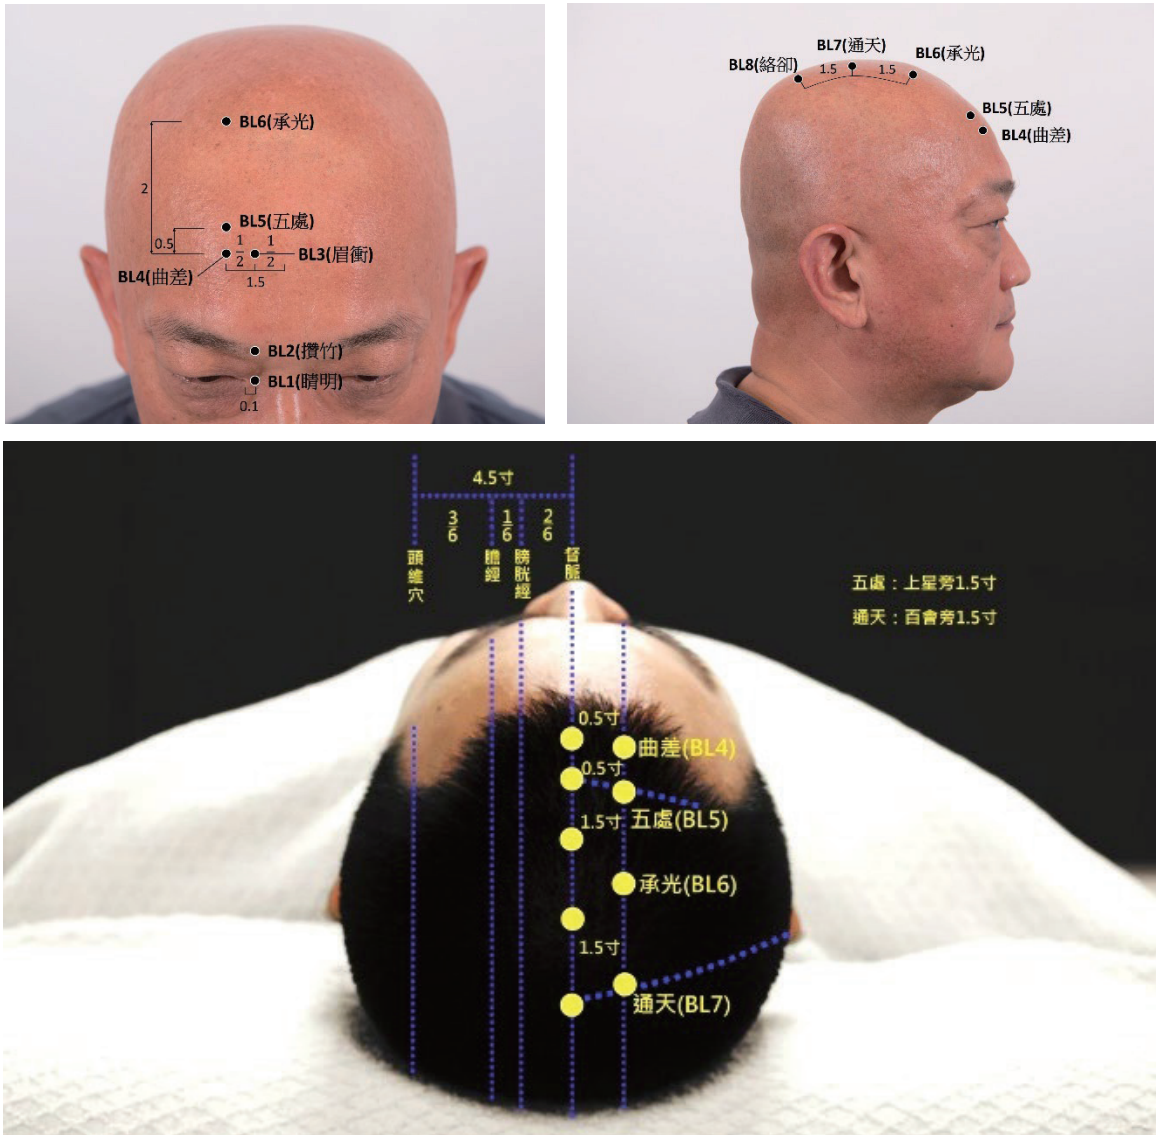 BL6(承光)
2
BL5(五處)
0.5
1
2
1
2
BL3(眉衝)
BL4(曲差)
1.5
BL2(攢竹)
BL1(睛明)
0.1
BL7(通天)
BL6(承光)
BL8(絡卻)
1.5
1.5
BL5(五處)
BL4(曲差)
4.5寸
3
6
1
6
2
6
頭維穴
膽經
膀胱經
督脈
五處：上星旁1.5寸
通天：百會旁1.5寸
0.5寸
曲差(BL4)
0.5寸
1.5寸
五處(BL5)
承光(BL6)
1.5寸
通天(BL7)